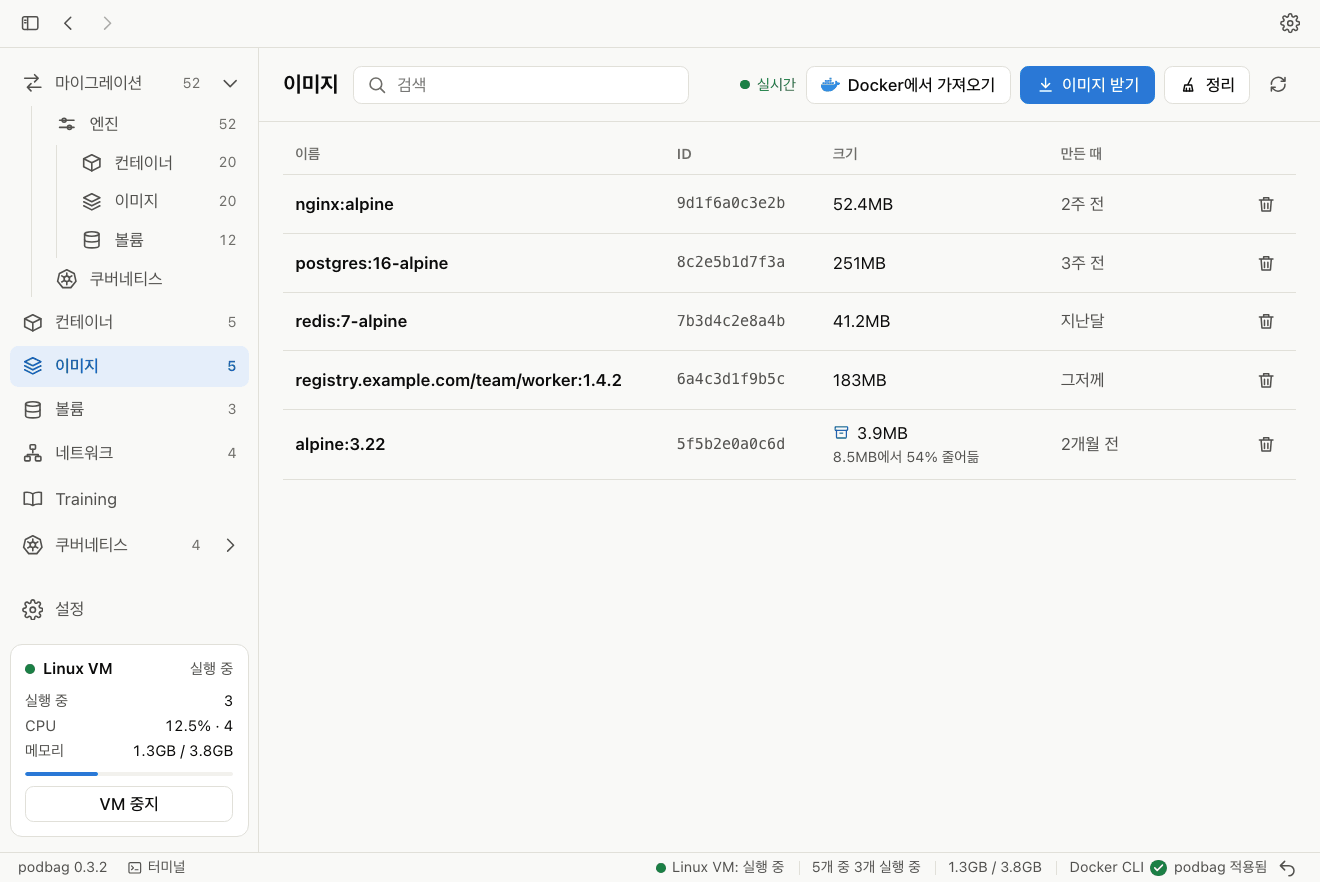 마이그레이션 52
엔진 52
컨테이너 20
이미지 20
볼륨 12
쿠버네티스
컨테이너 5
이미지 5
볼륨 3
네트워크 4
Training
쿠버네티스 4
설정
Linux VM 실행 중
실행 중 3
CPU 12.5% · 4
메모리 1.3GB / 3.8GB
VM 중지
이미지 검색 실시간 Docker에서 가져오기 이미지 받기 정리
이름 ID 크기 만든 때
nginx:alpine 9d1f6a0c3e2b 52.4MB 2주 전
postgres:16-alpine 8c2e5b1d7f3a 251MB 3주 전
redis:7-alpine 7b3d4c2e8a4b 41.2MB 지난달
registry.example.com/team/worker:1.4.2 6a4c3d1f9b5c 183MB 그저께
alpine:3.22 5f5b2e0a0c6d 3.9MB 2개월 전
8.5MB에서 54% 줄어듦
podbag 0.3.2 터미널 Linux VM: 실행 중 5개 중 3개 실행 중 1.3GB / 3.8GB Docker CLI podbag 적용됨